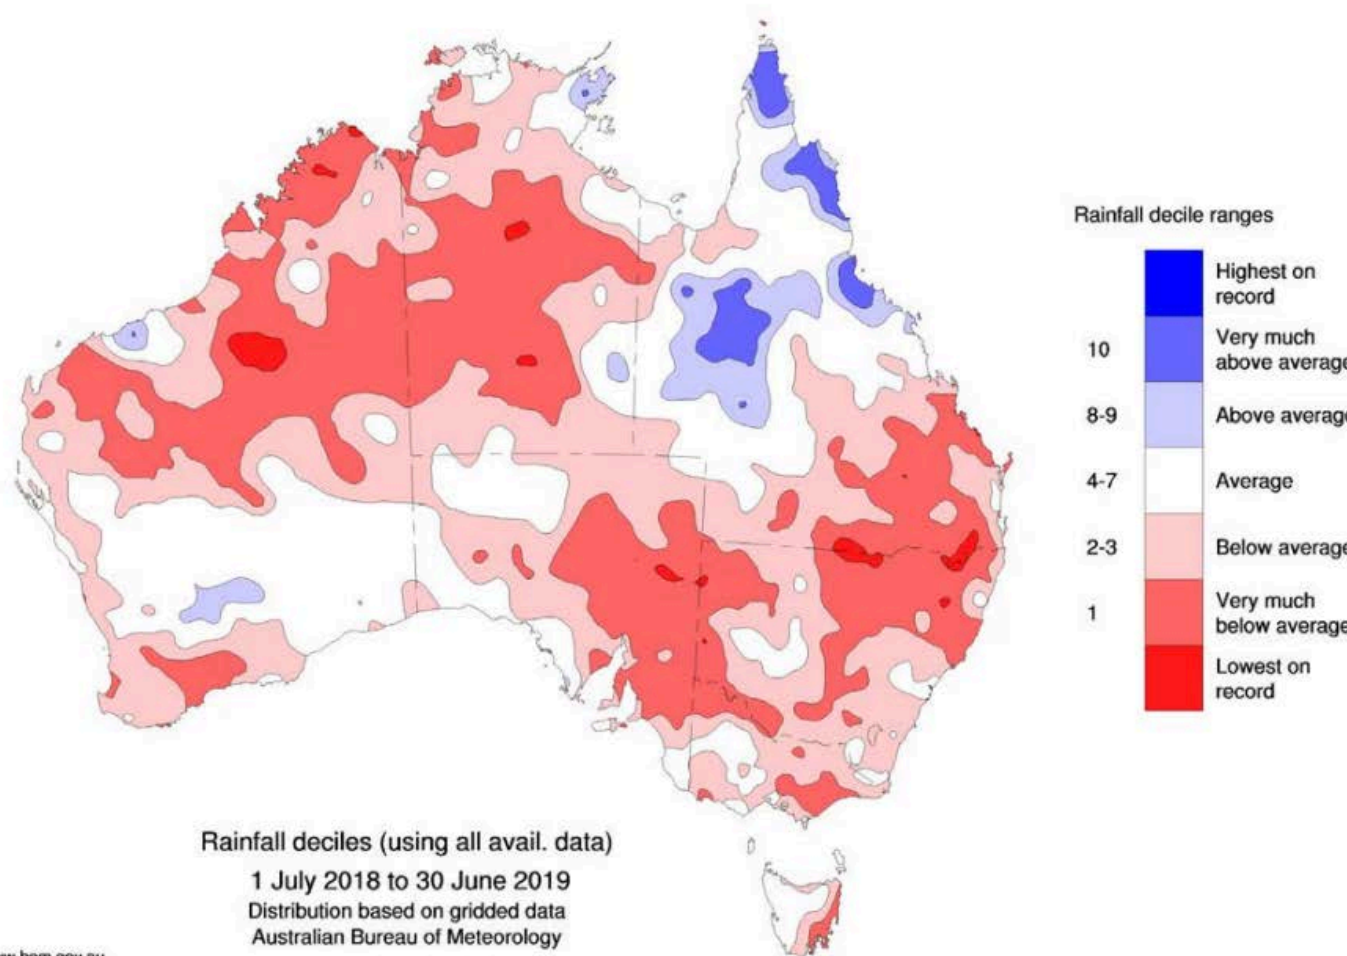 Rainfall decile ranges
Highest on
record
10
Very much
above average
8-9
Above average
4-7
Average
2-3
Below average
1
Very much
below average
Lowest on
record
Rainfall deciles (using all avail. data)
1 July 2018 to 30 June 2019
Distribution based on gridded data
Australian Bureau of Meteorology